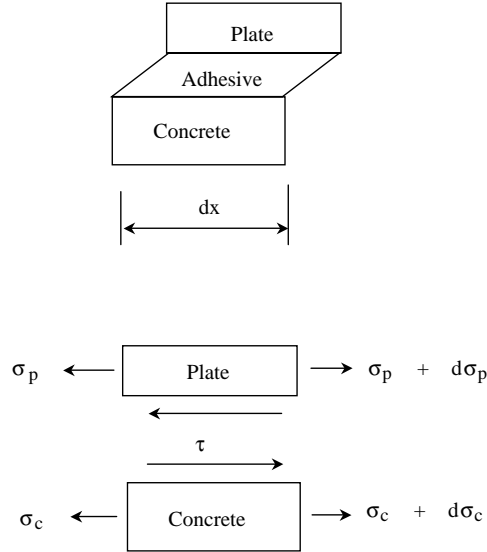 Plate
Adhesive
Concrete
dx
σp Plate σp + dσp
τ
σc Concrete σc + dσc